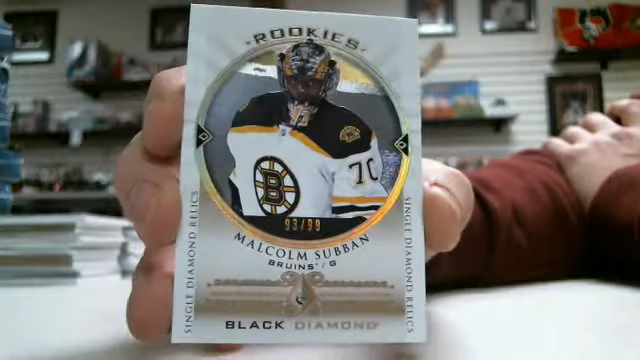 ROOKIES
B
70
93/99
MALCOLM SUBBAN
BRUINS / G
SINGLE DIAMOND RELICS
SINGLE DIAMOND RELICS
BLACK DIAMOND